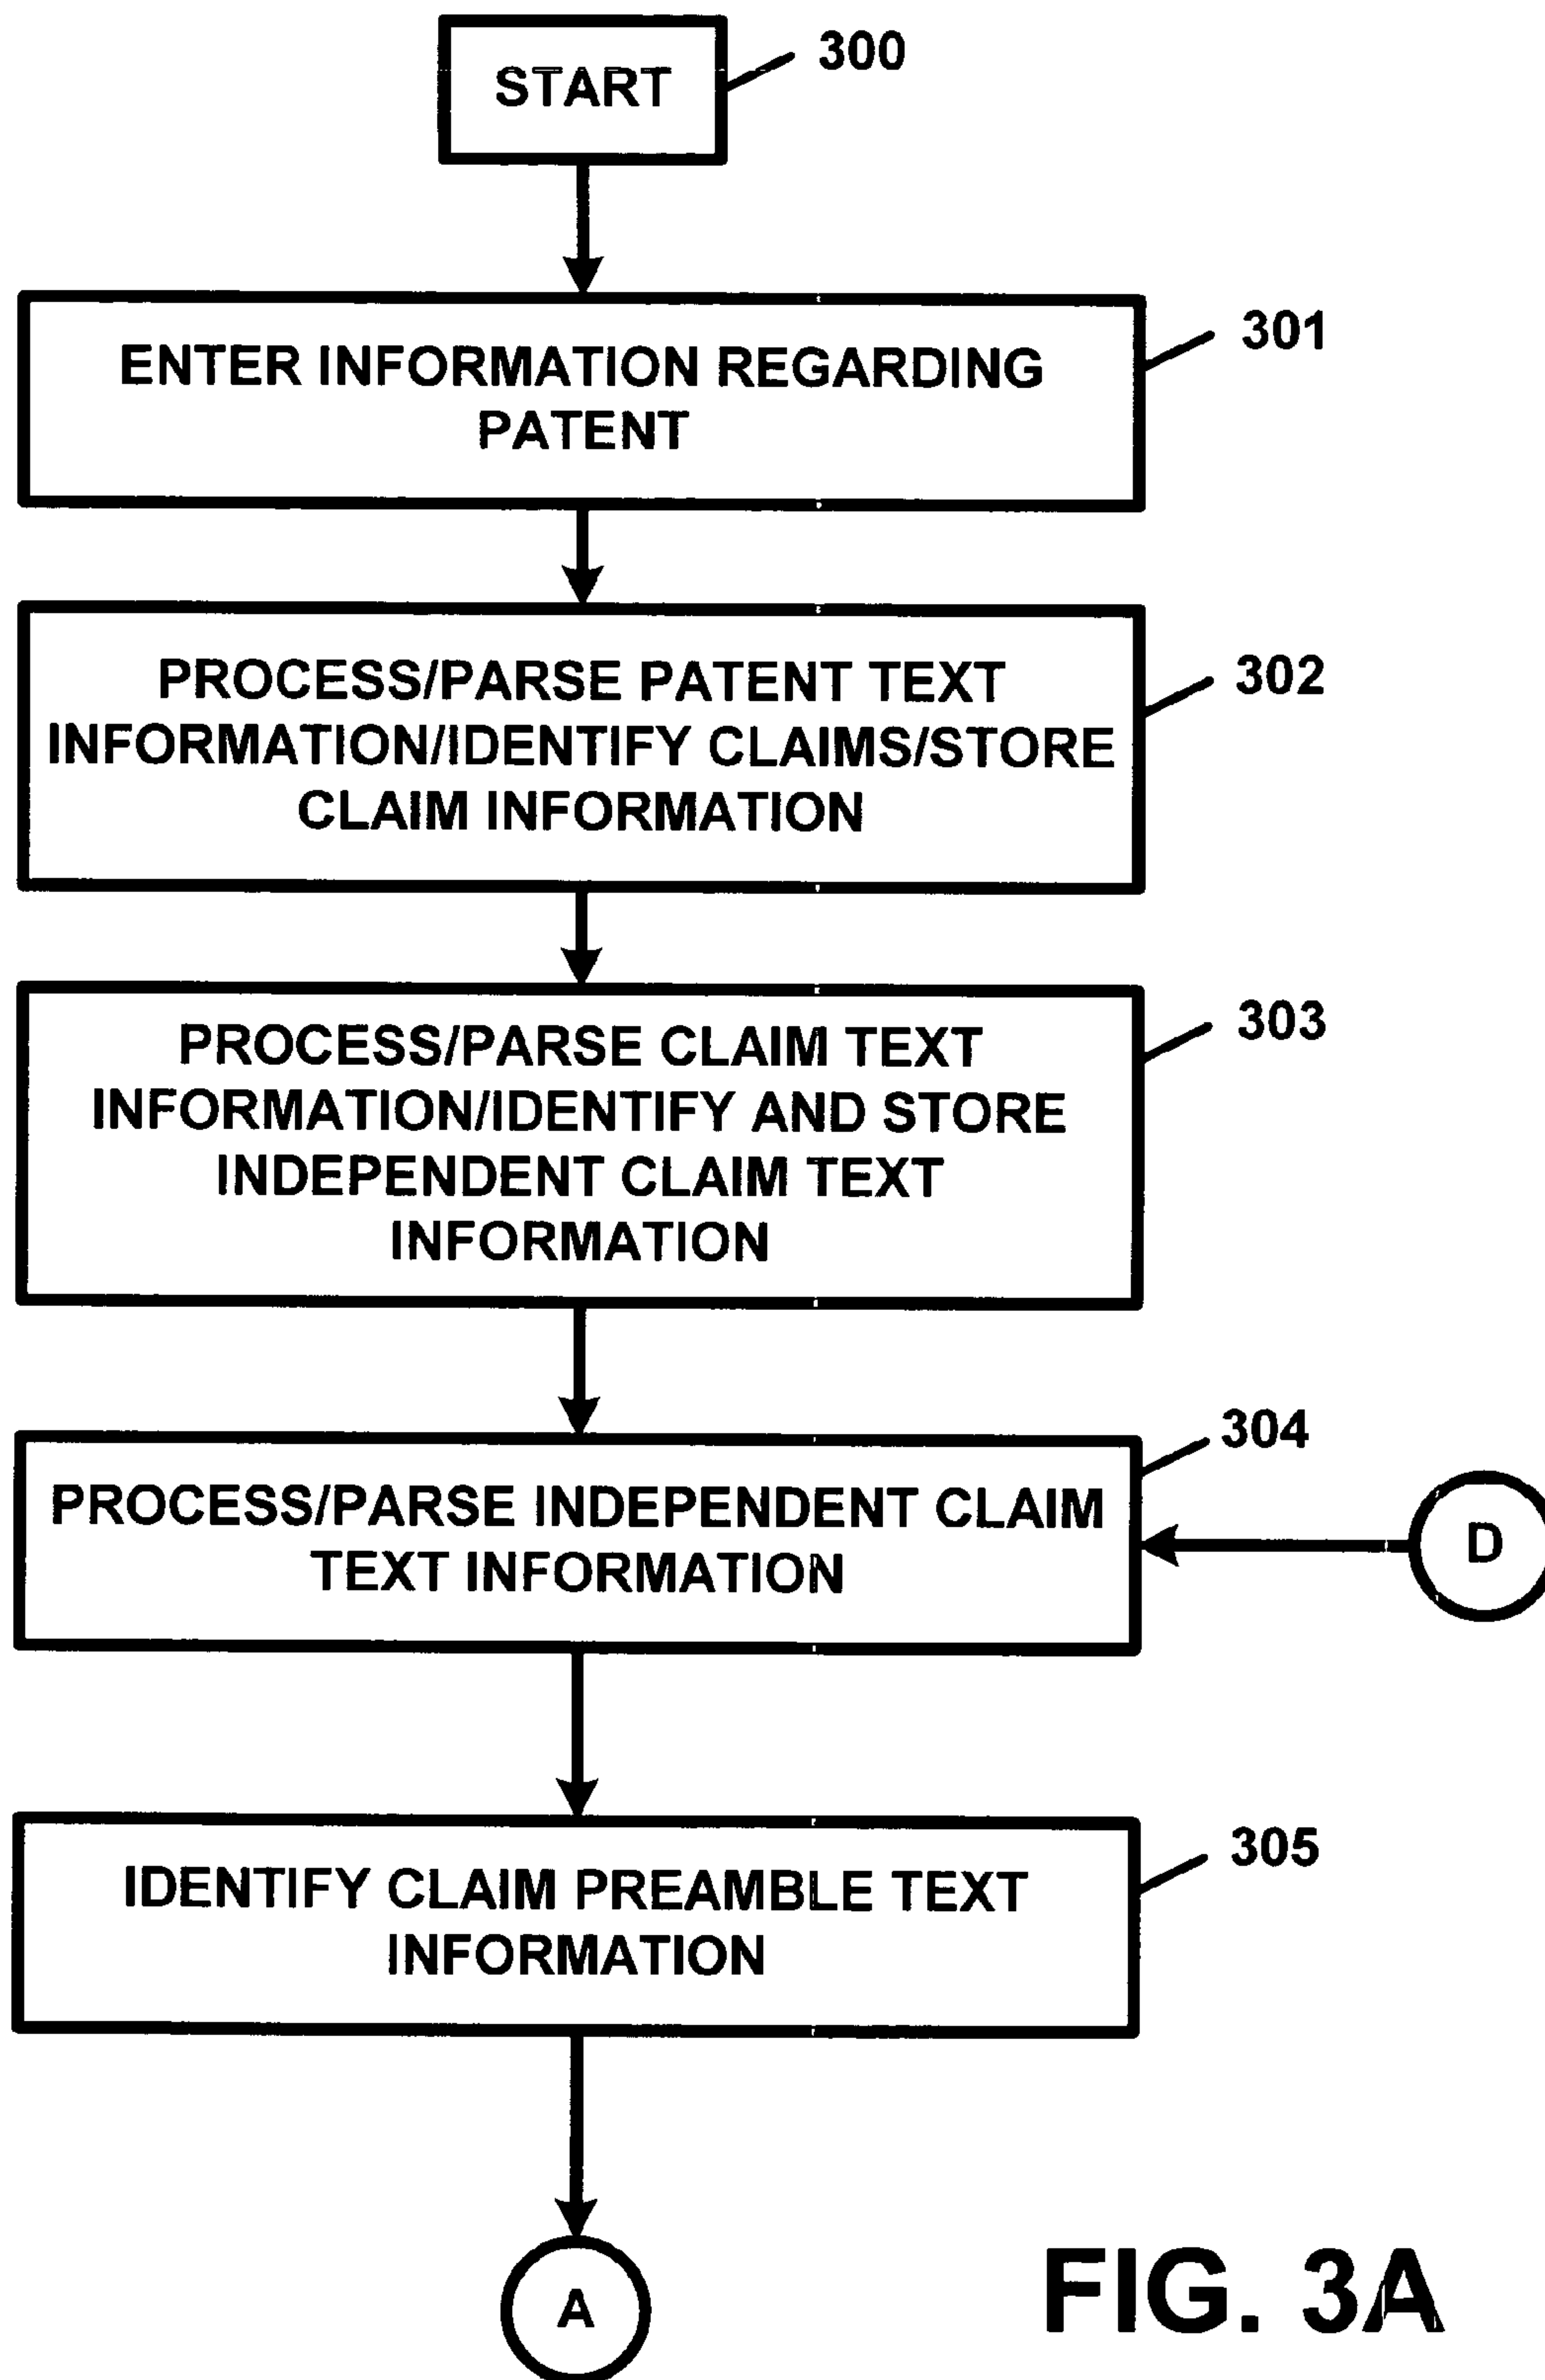 START
300
ENTER INFORMATION REGARDING
PATENT
301
PROCESS/PARSE PATENT TEXT
INFORMATION/IDENTIFY CLAIMS/STORE
CLAIM INFORMATION
302
PROCESS/PARSE CLAIM TEXT
INFORMATION/IDENTIFY AND STORE
INDEPENDENT CLAIM TEXT
INFORMATION
303
PROCESS/PARSE INDEPENDENT CLAIM
TEXT INFORMATION
304
D
IDENTIFY CLAIM PREAMBLE TEXT
INFORMATION
305
A
FIG. 3A